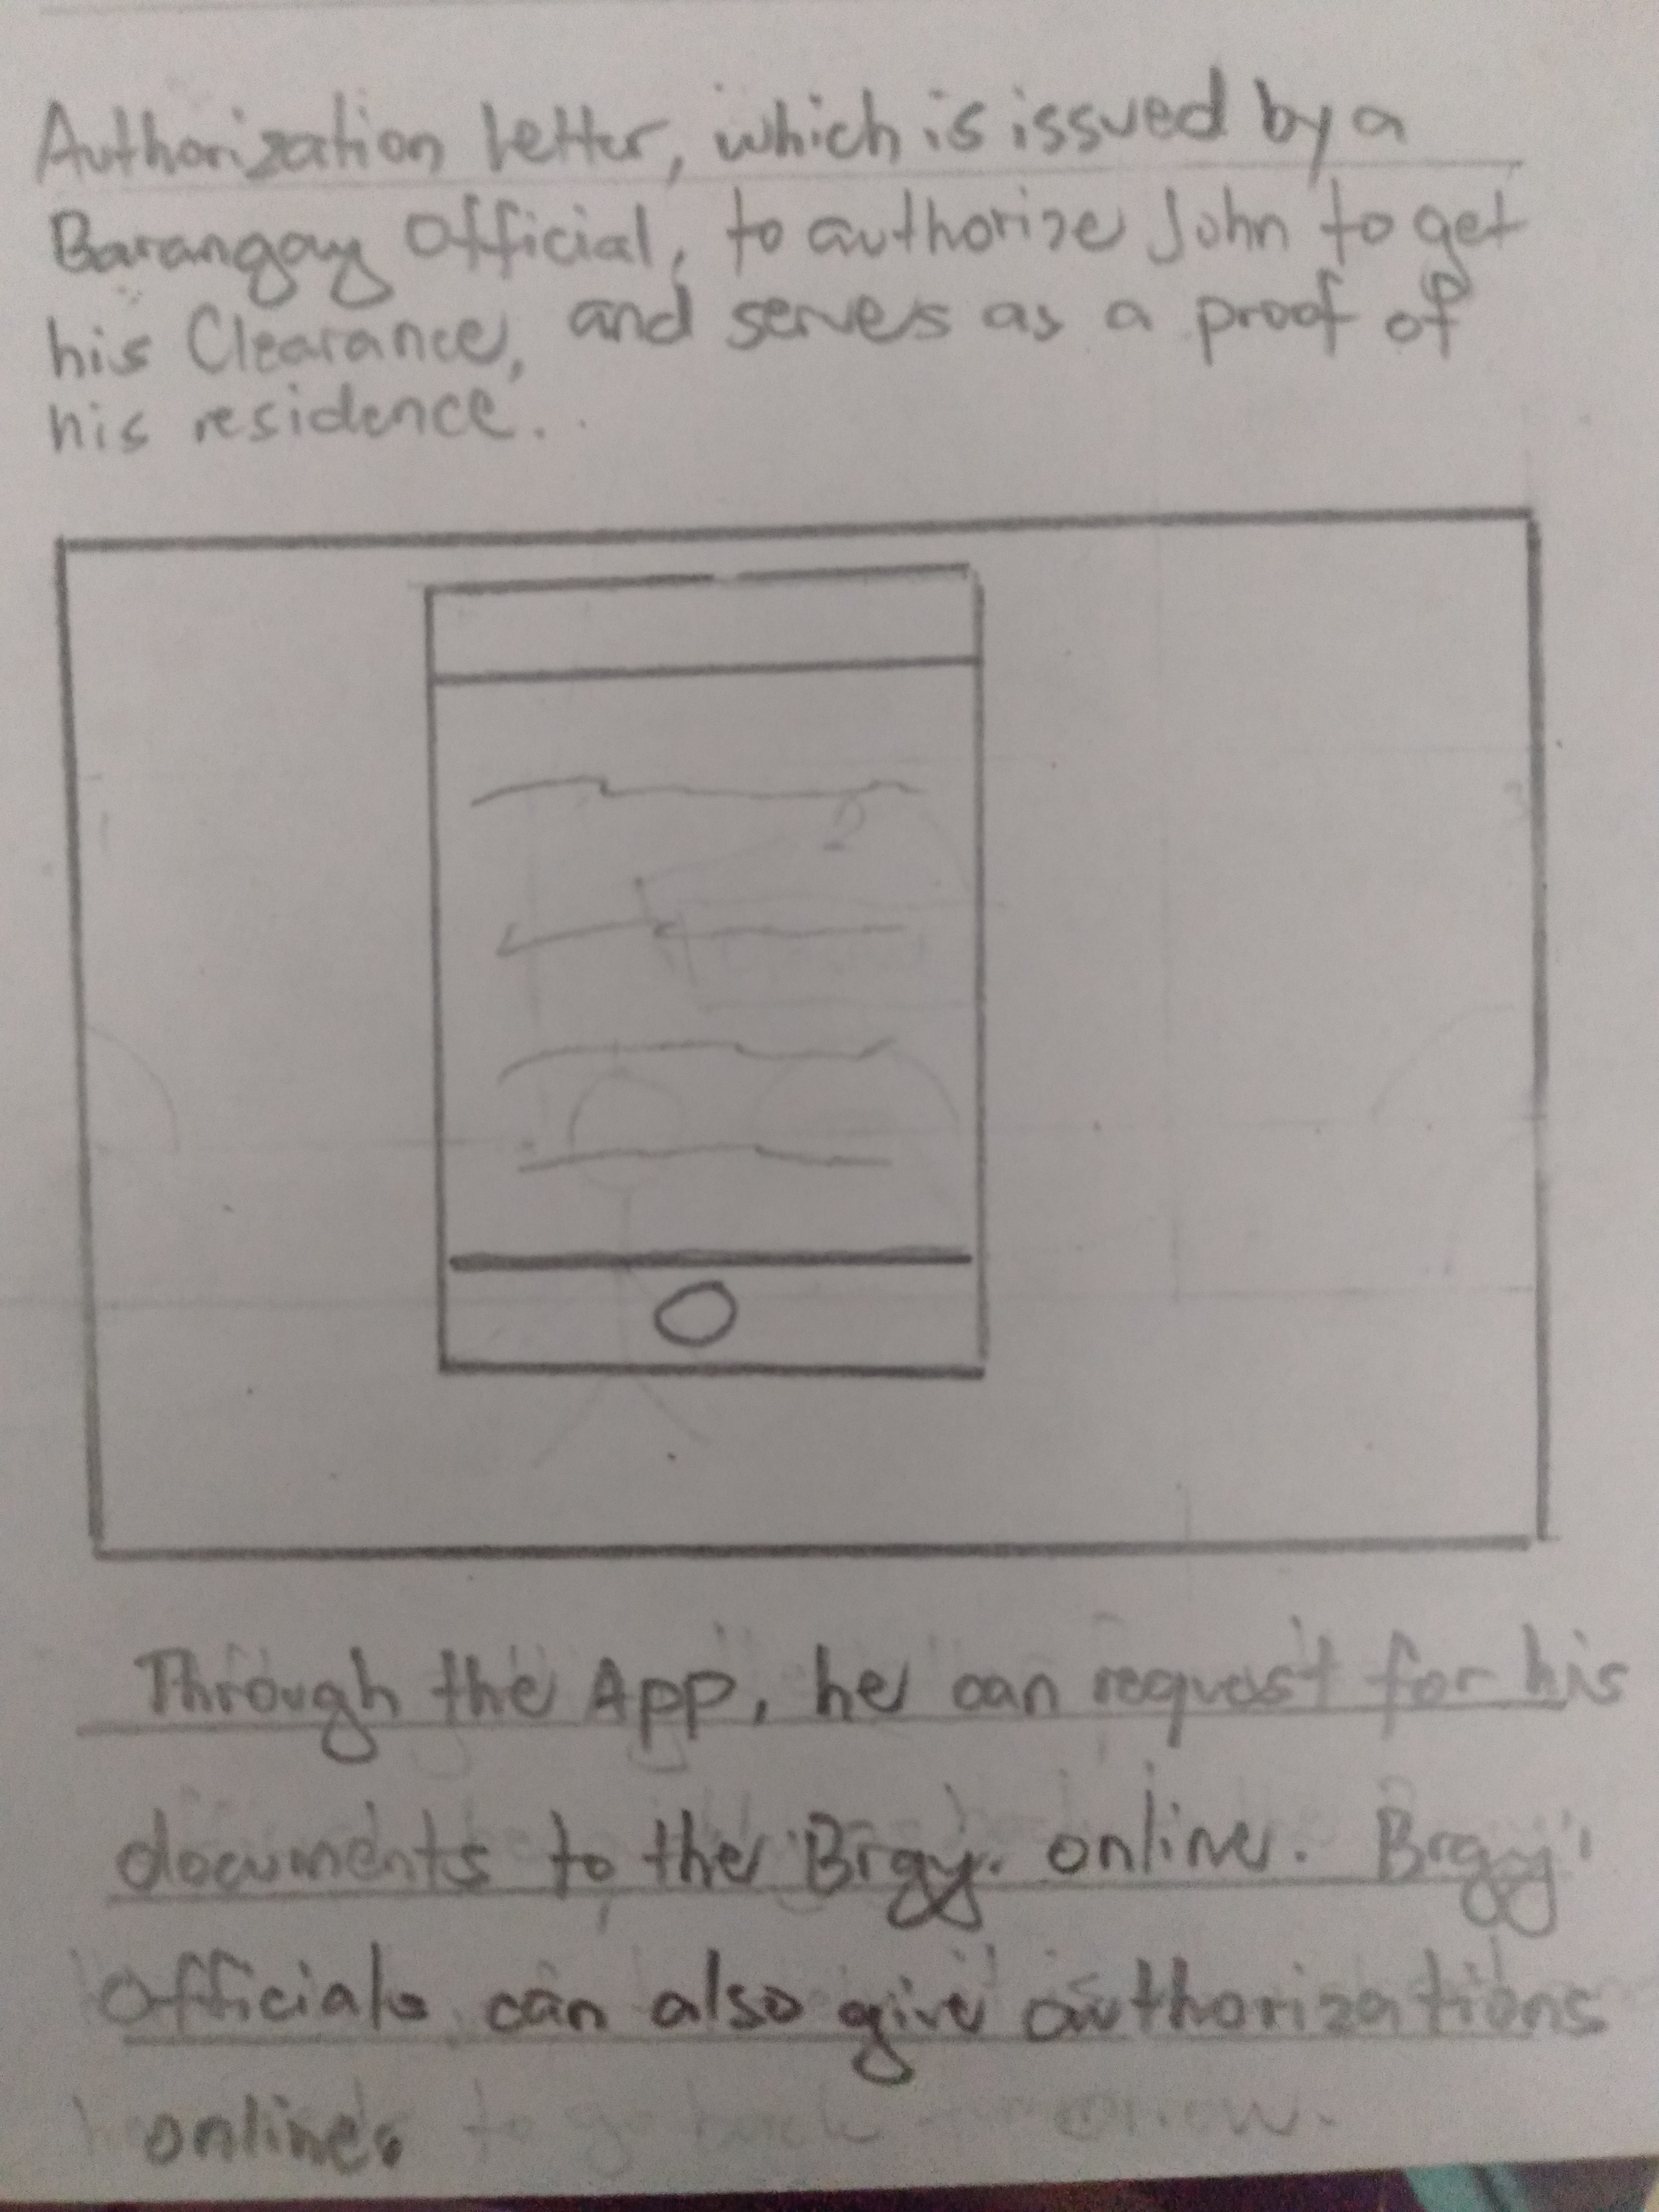 Authorization letter, which is issued by a
Barangay Official, to authorize John to get
his Clearance, and serves as a proof of
his residence.
Through the App, he can request for his
documents to the Brgy. online. Brgy
Officials can also give authorizations
online.